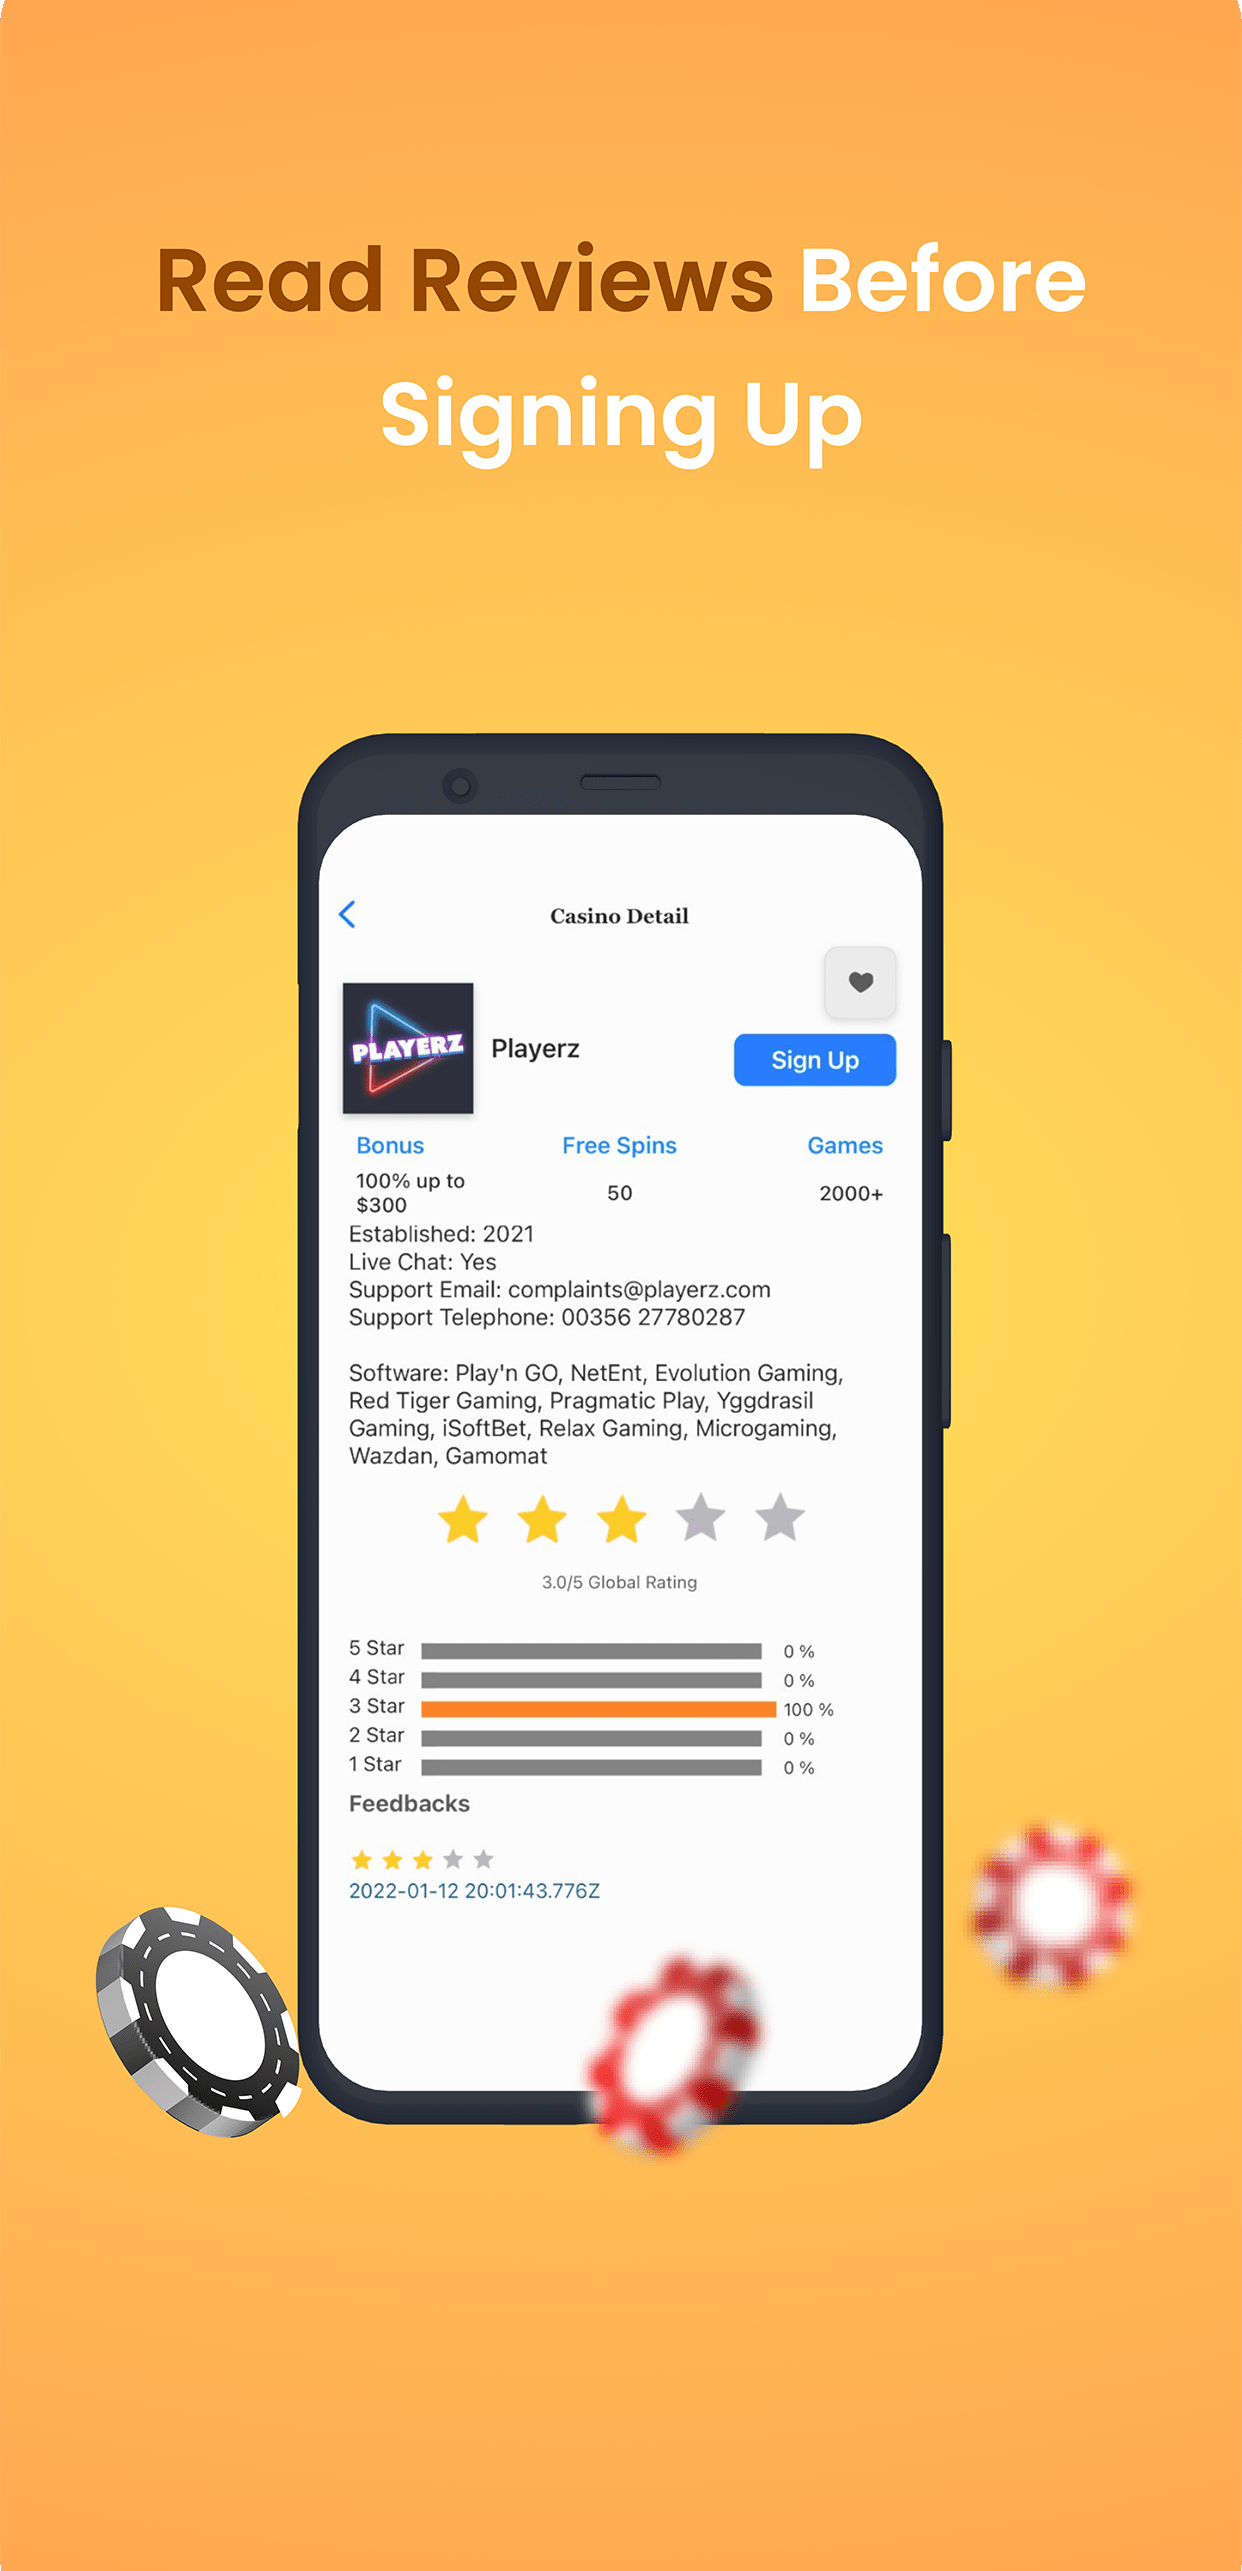 Read Reviews Before
Signing Up
Casino Detail
PLAYERZ
Playerz
Sign Up
Bonus Free Spins Games
100% up to
$300
50
2000+
Established: 2021
Live Chat: Yes
Support Email: complaints@playerz.com
Support Telephone: 00356 27780287
Software: Play'n GO, NetEnt, Evolution Gaming,
Red Tiger Gaming, Pragmatic Play, Yggdrasil
Gaming, iSoftBet, Relax Gaming, Microgaming,
Wazdan, Gamomat
3.0/5 Global Rating
5 Star 0 %
4 Star 0 %
3 Star 100 %
2 Star 0 %
1 Star 0 %
Feedbacks
2022-01-12 20:01:43.776Z